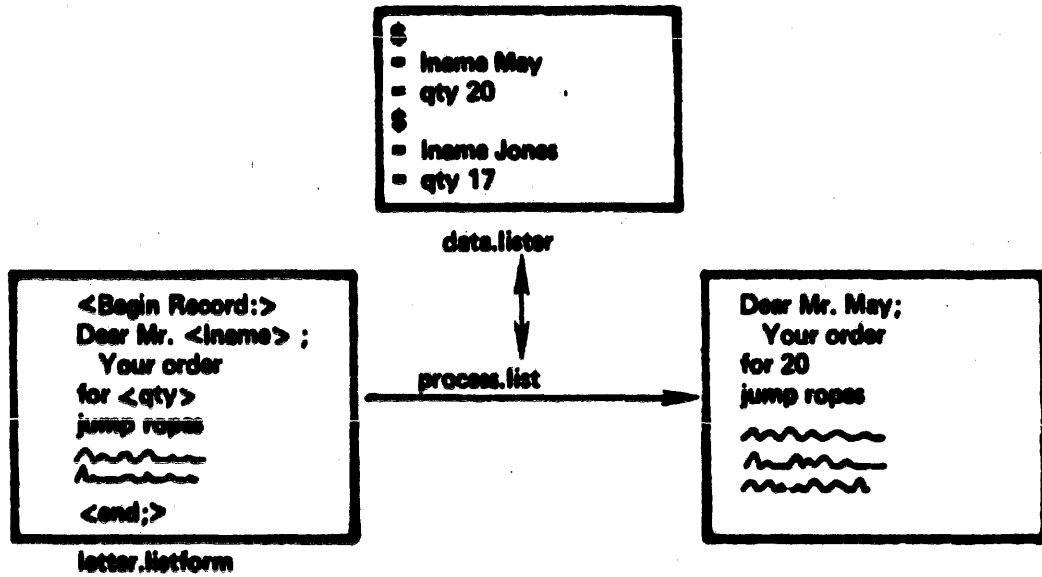 $
= lname May
= qty 20
$
= lname Jones
= qty 17
data.lister
<Begin Record:>
Dear Mr. <lname> ;
Your order
for <qty>
jump ropes
<end;>
letter.listform
process.list
Dear Mr. May;
Your order
for 20
jump ropes